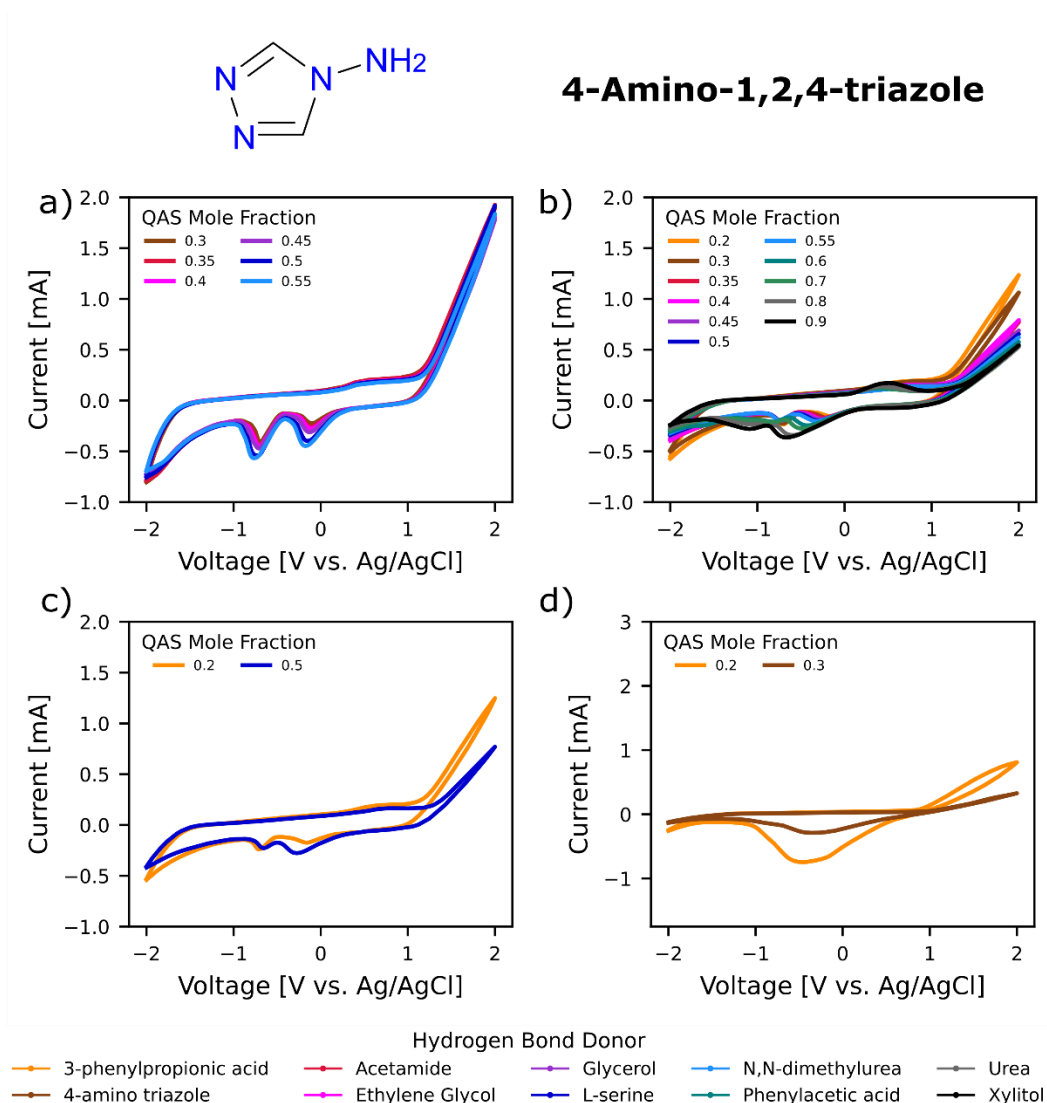 N
N
N
NH2
4-Amino-1,2,4-triazole
a)
QAS Mole Fraction
0.3 0.45
0.35 0.5
0.4 0.55
2.0
1.5
1.0
0.5
0.0
−0.5
−1.0
Current [mA]
−2 −1 0 1 2
Voltage [V vs. Ag/AgCl]
b)
QAS Mole Fraction
0.2 0.55
0.3 0.6
0.35 0.7
0.4 0.8
0.45 0.9
0.5
2.0
1.5
1.0
0.5
0.0
−0.5
−1.0
Current [mA]
−2 −1 0 1 2
Voltage [V vs. Ag/AgCl]
c)
QAS Mole Fraction
0.2 0.5
2.0
1.5
1.0
0.5
0.0
−0.5
−1.0
Current [mA]
−2 −1 0 1 2
Voltage [V vs. Ag/AgCl]
d)
QAS Mole Fraction
0.2 0.3
3
2
1
0
−1
Current [mA]
−2 −1 0 1 2
Voltage [V vs. Ag/AgCl]
Hydrogen Bond Donor
3-phenylpropionic acid Acetamide Glycerol N,N-dimethylurea Urea
4-amino triazole Ethylene Glycol L-serine Phenylacetic acid Xylitol